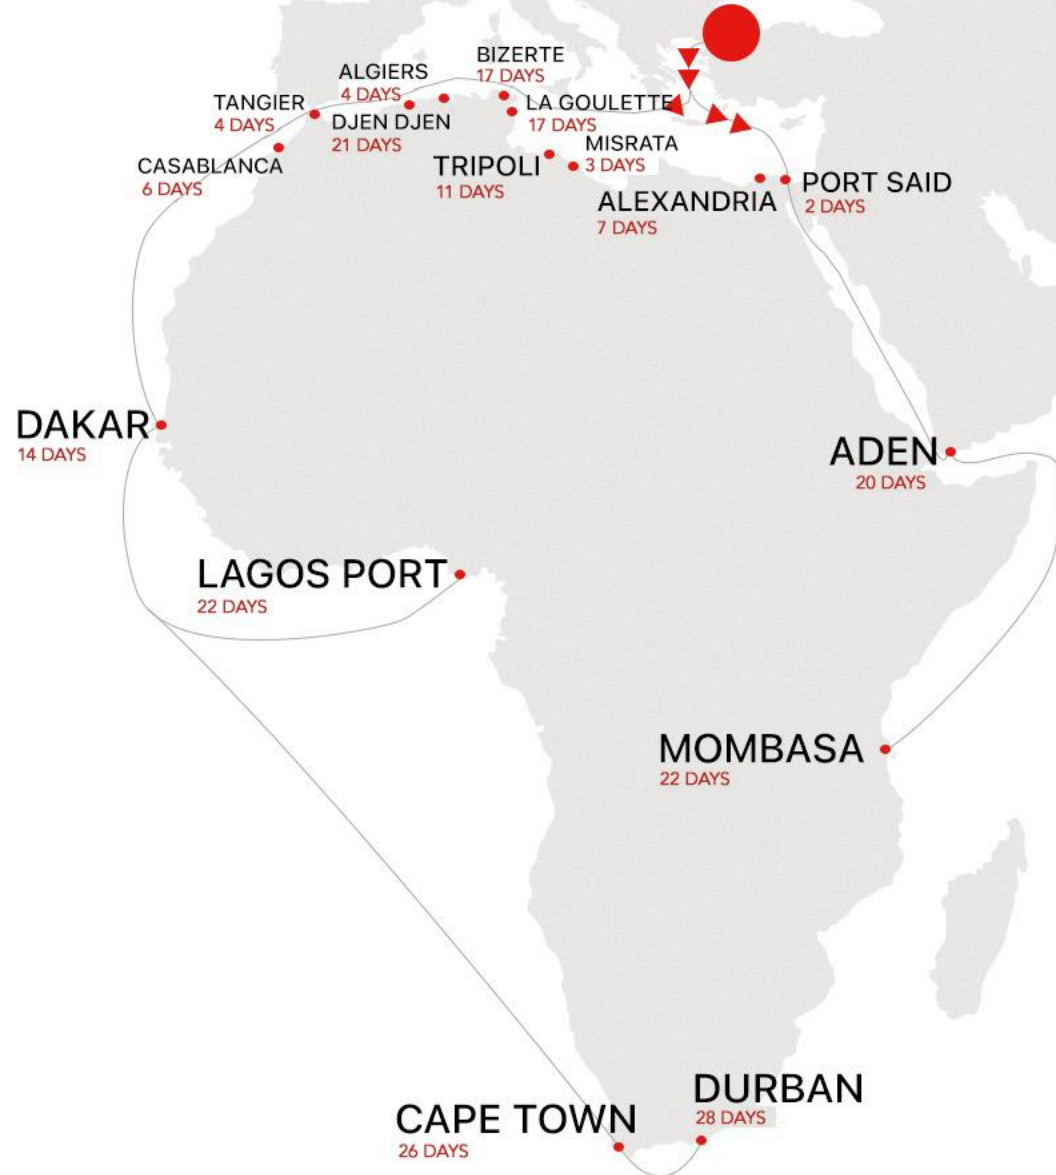 BIZERTE
17 DAYS
ALGIERS
4 DAYS
TANGIER
4 DAYS
LA GOULETTE
17 DAYS
DJEN DJEN
21 DAYS
MISRATA
3 DAYS
CASABLANCA
6 DAYS
TRIPOLI
11 DAYS
ALEXANDRIA
7 DAYS
PORT SAID
2 DAYS
DAKAR
14 DAYS
ADEN
20 DAYS
LAGOS PORT
22 DAYS
MOMBASA
22 DAYS
DURBAN
28 DAYS
CAPE TOWN
26 DAYS